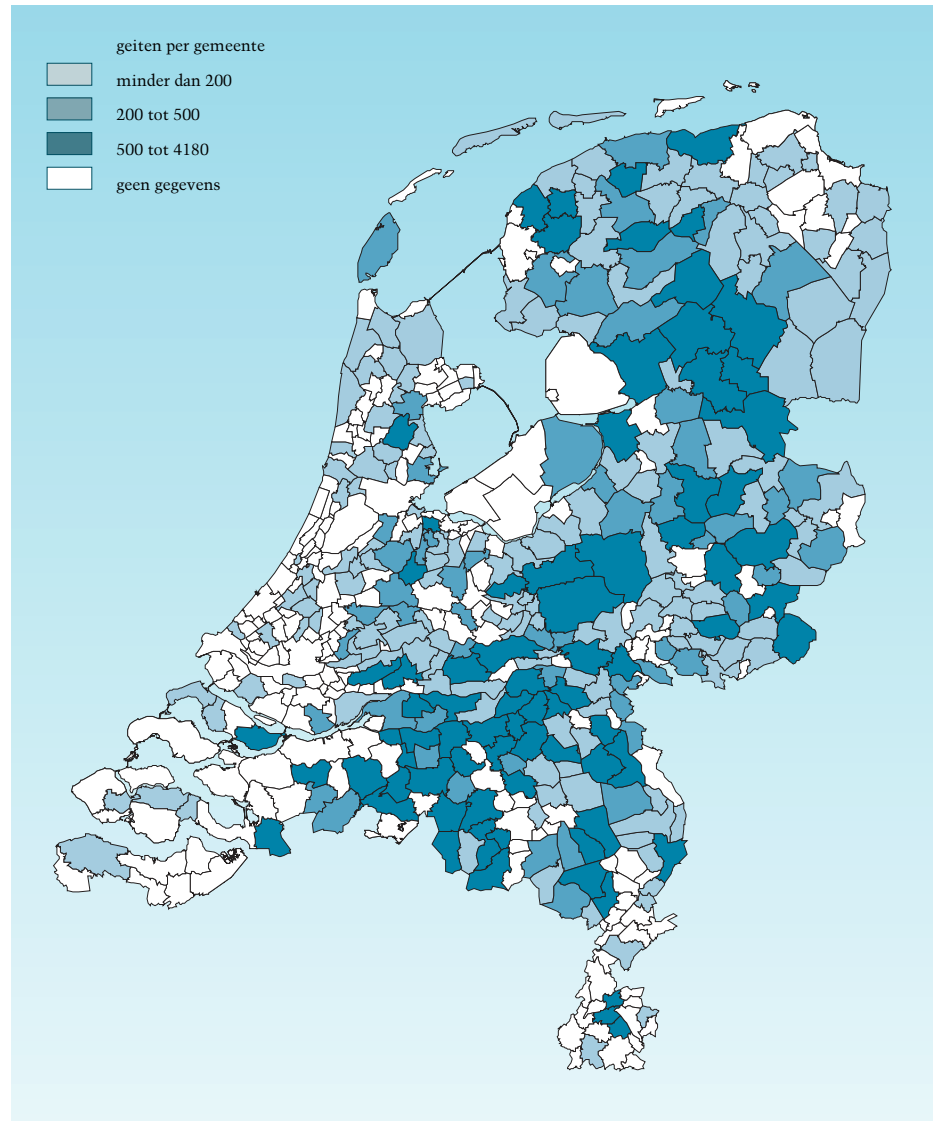 geiten per gemeente
minder dan 200
200 tot 500
500 tot 4180
geen gegevens